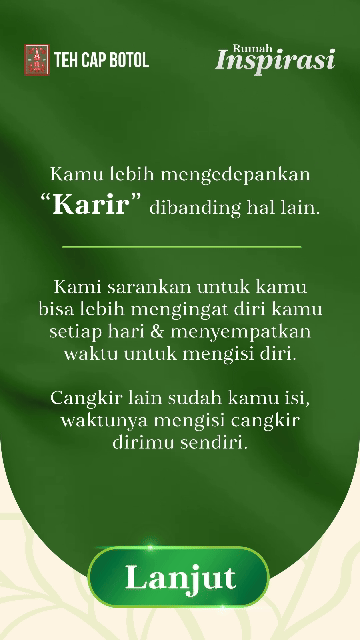 TEH CAP BOTOL
Rumah
Inspirasi
Kamu lebih mengedepankan
“Karir” dibanding hal lain.
Kami sarankan untuk kamu
bisa lebih mengingat diri kamu
setiap hari & menyempatkan
waktu untuk mengisi diri.
Cangkir lain sudah kamu isi,
waktunya mengisi cangkir
dirimu sendiri.
Lanjut